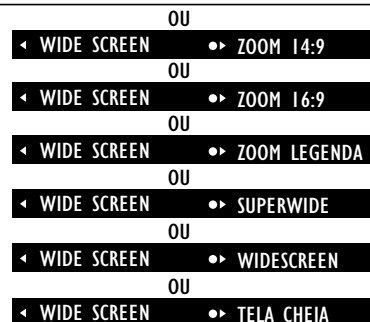 OU
WIDE SCREEN ZOOM 14:9
OU
WIDE SCREEN ZOOM 16:9
OU
WIDE SCREEN ZOOM LEGENDA
OU
WIDE SCREEN SUPERWIDE
OU
WIDE SCREEN WIDESCREEN
OU
WIDE SCREEN TELA CHEIA